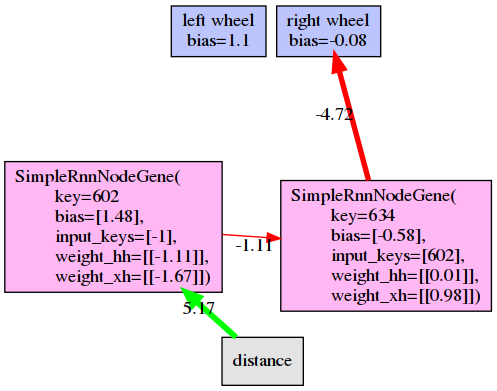 left wheel
bias=1.1
right wheel
bias=-0.08
-4.72
SimpleRnnNodeGene(
key=602
bias=[1.48],
input_keys=[-1],
weight_hh=[[-1.11]],
weight_xh=[[-1.67]])
-1.11
SimpleRnnNodeGene(
key=634
bias=[-0.58],
input_keys=[602],
weight_hh=[[0.01]],
weight_xh=[[0.98]])
5.17
distance